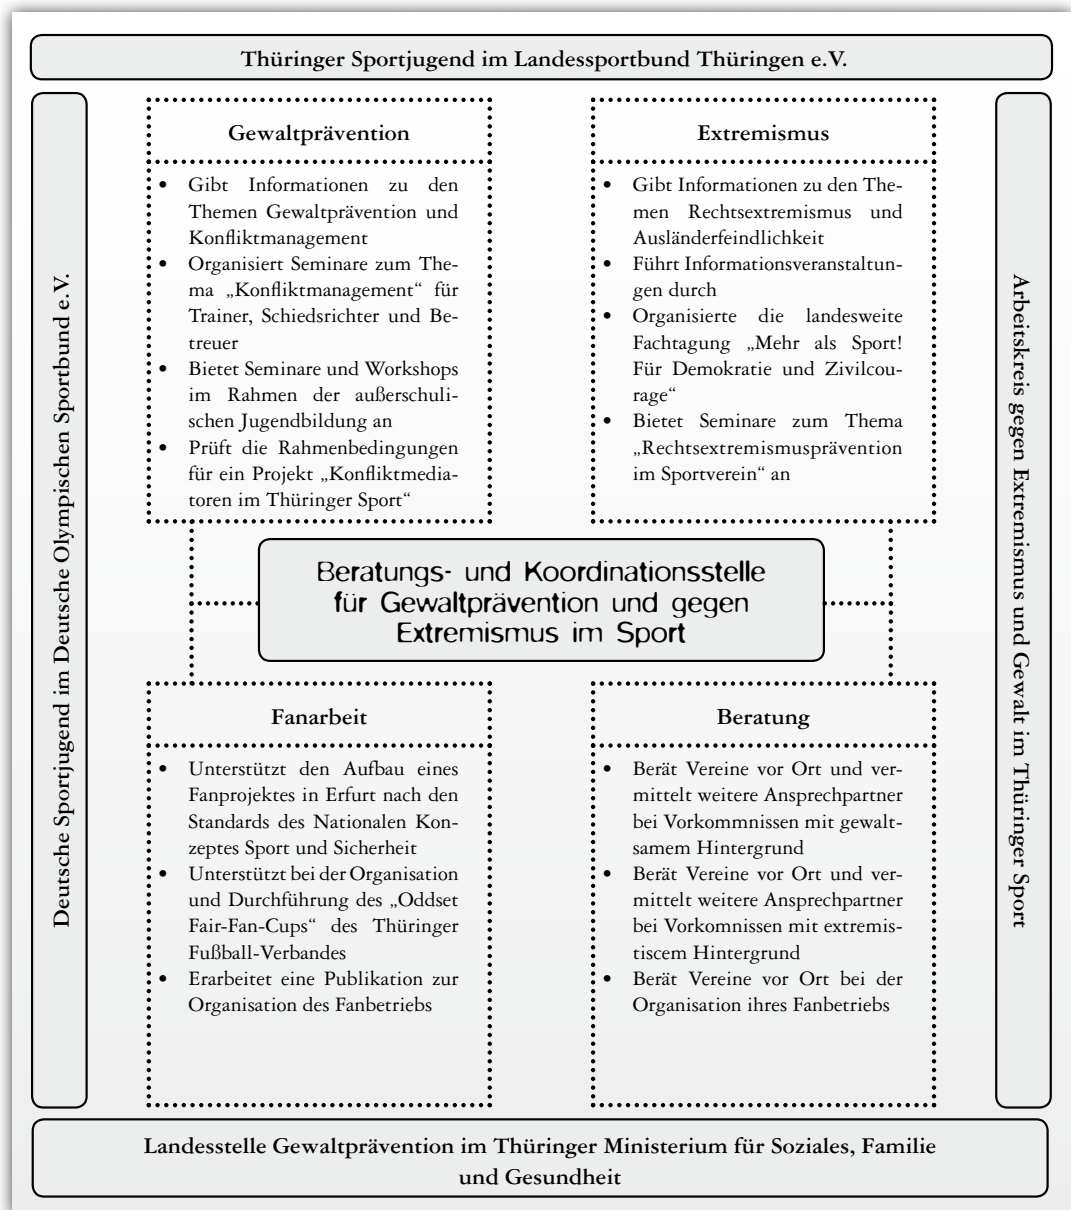 Thüringer Sportjugend im Landessportbund Thüringen e.V.
Deutsche Sportjugend im Deutsche Olympischen Sportbund e.V.
Gewaltprävention
• Gibt Informationen zu den
Themen Gewaltprävention und
Konfliktmanagement
• Organisiert Seminare zum The-
ma „Konfliktmanagement“ für
Trainer, Schiedsrichter und Be-
treuer
• Bietet Seminare und Workshops
im Rahmen der außerschuli-
schen Jugendbildung an
• Prüft die Rahmenbedingungen
für ein Projekt „Konfliktmedia-
toren im Thüringer Sport“
Extremismus
• Gibt Informationen zu den The-
men Rechtsextremismus und
Ausländerfeindlichkeit
• Führt Informationsveranstaltun-
gen durch
• Organisierte die landesweite
Fachtagung „Mehr als Sport!
Für Demokratie und Zivilcou-
rage“
• Bietet Seminare zum Thema
„Rechtsextremismusprävention
im Sportverein“ an
Beratungs- und Koordinationsstelle
für Gewaltprävention und gegen
Extremismus im Sport
Fanarbeit
• Unterstützt den Aufbau eines
Fanprojektes in Erfurt nach den
Standards des Nationalen Kon-
zeptes Sport und Sicherheit
• Unterstützt bei der Organisation
und Durchführung des „Oddset
Fair-Fan-Cups“ des Thüringer
Fußball-Verbandes
• Erarbeitet eine Publikation zur
Organisation des Fanbetriebs
Beratung
• Berät Vereine vor Ort und ver-
mittelt weitere Ansprechpartner
bei Vorkommnissen mit gewalt-
samem Hintergrund
• Berät Vereine vor Ort und ver-
mittelt weitere Ansprechpartner
bei Vorkomnissen mit extremis-
tiscem Hintergrund
• Berät Vereine vor Ort bei der
Organisation ihres Fanbetriebs
Arbeitskreis gegen Extremismus und Gewalt im Thüringer Sport
Landesstelle Gewaltprävention im Thüringer Ministerium für Soziales, Familie
und Gesundheit